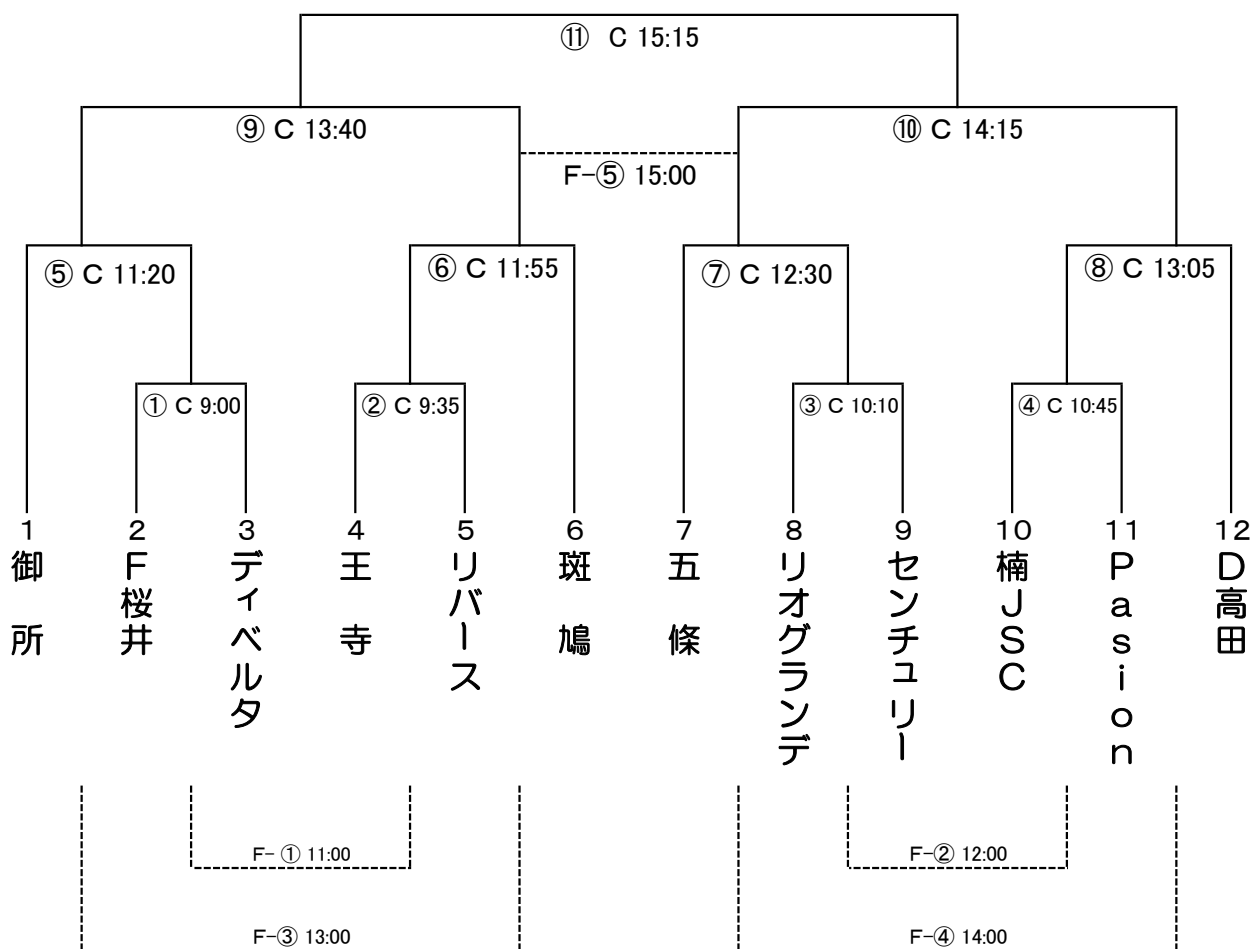 ⑪ C 15:15
⑨ C 13:40
⑩ C 14:15
F-⑤ 15:00
⑤ C 11:20
⑥ C 11:55
⑦ C 12:30
⑧ C 13:05
① C 9:00
② C 9:35
③ C 10:10
④ C 10:45
1
御所
2
F桜井
3
ディベルタ
4
王寺
5
リバース
6
斑鳩
7
五條
8
リオグランデ
9
センチュリー
10
楠JSC
11
Pasion
12
D高田
F-① 11:00
F-② 12:00
F-③ 13:00
F-④ 14:00